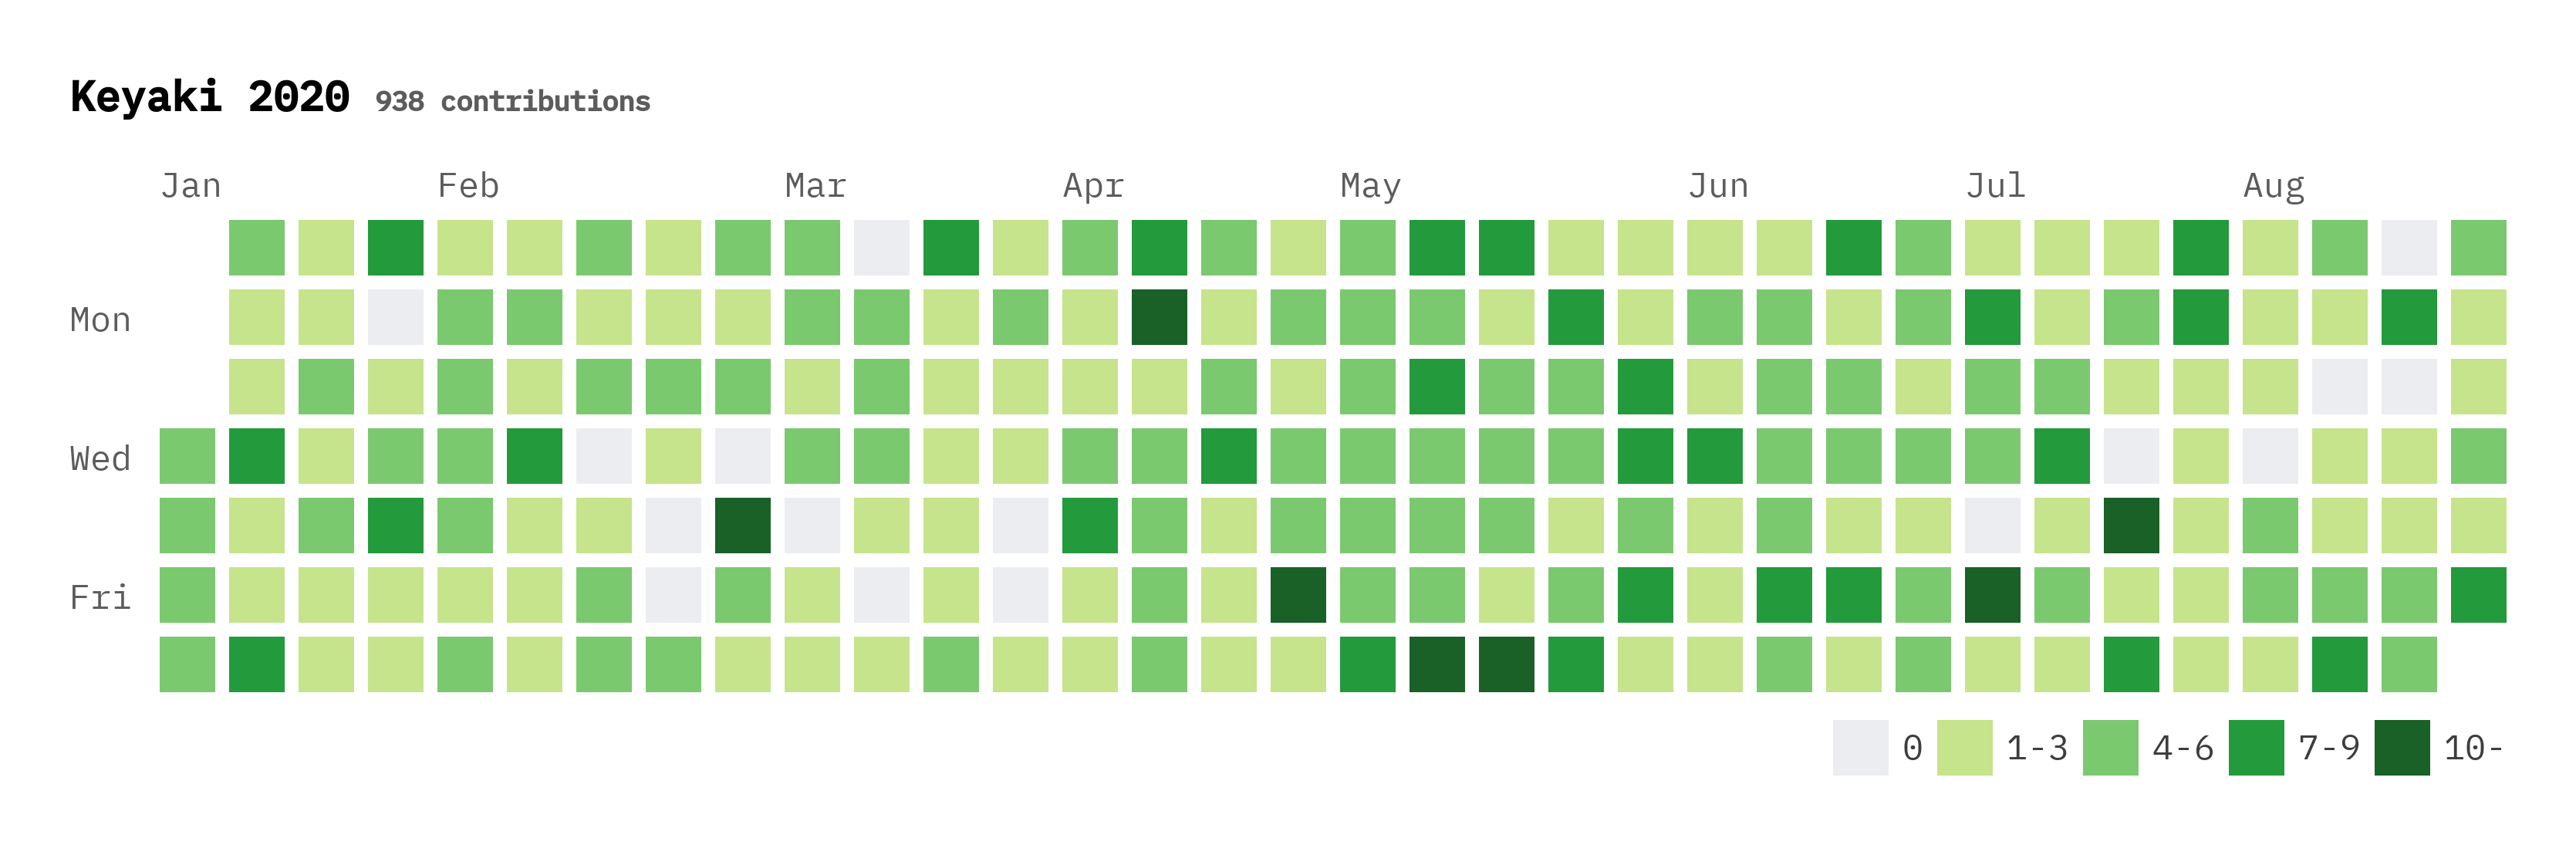 Keyaki 2020 938 contributions
Jan Feb Mar Apr May Jun Jul Aug
Mon
Wed
Fri
0 1-3 4-6 7-9 10-